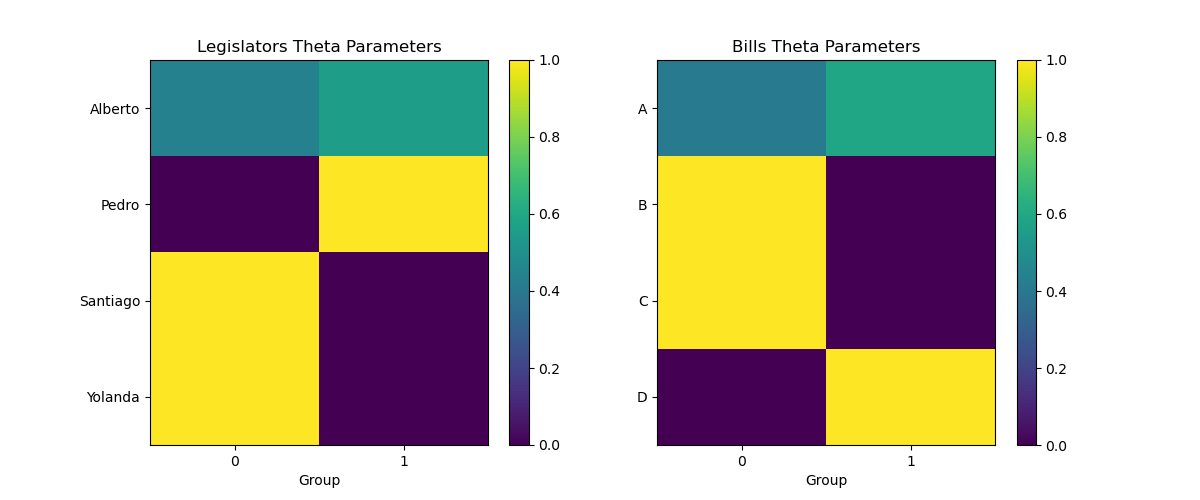 Legislators Theta Parameters
Alberto
Pedro
Santiago
Yolanda
0 1
Group
1.0
0.8
0.6
0.4
0.2
0.0
Bills Theta Parameters
A
B
C
D
0 1
Group
1.0
0.8
0.6
0.4
0.2
0.0